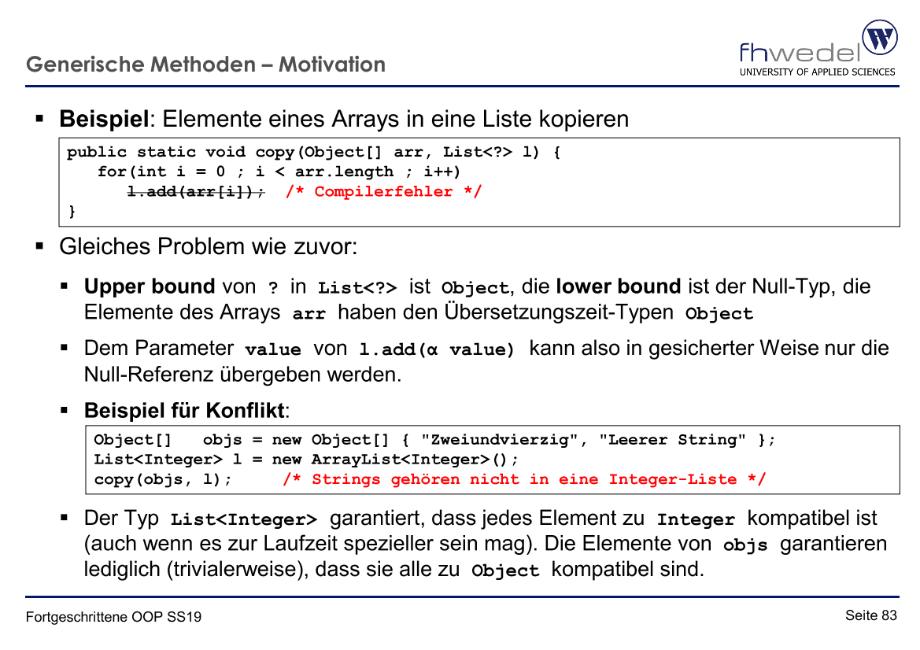 Generische Methoden – Motivation
fhwedel
UNIVERSITY OF APPLIED SCIENCES
W
▪ Beispiel: Elemente eines Arrays in eine Liste kopieren
public static void copy(Object[] arr, List<?> l) {
for(int i = 0 ; i < arr.length ; i++)
l.add(arr[i]); /* Compilerfehler */
}
▪ Gleiches Problem wie zuvor:
▪ Upper bound von ? in List<?> ist Object, die lower bound ist der Null-Typ, die
Elemente des Arrays arr haben den Übersetzungszeit-Typen Object
▪ Dem Parameter value von l.add(α value) kann also in gesicherter Weise nur die
Null-Referenz übergeben werden.
▪ Beispiel für Konflikt:
Object[] objs = new Object[] { "Zweiundvierzig", "Leerer String" };
List<Integer> l = new ArrayList<Integer>();
copy(objs, l); /* Strings gehören nicht in eine Integer-Liste */
▪ Der Typ List<Integer> garantiert, dass jedes Element zu Integer kompatibel ist
(auch wenn es zur Laufzeit spezieller sein mag). Die Elemente von objs garantieren
lediglich (trivialerweise), dass sie alle zu Object kompatibel sind.
Fortgeschrittene OOP SS19
Seite 83